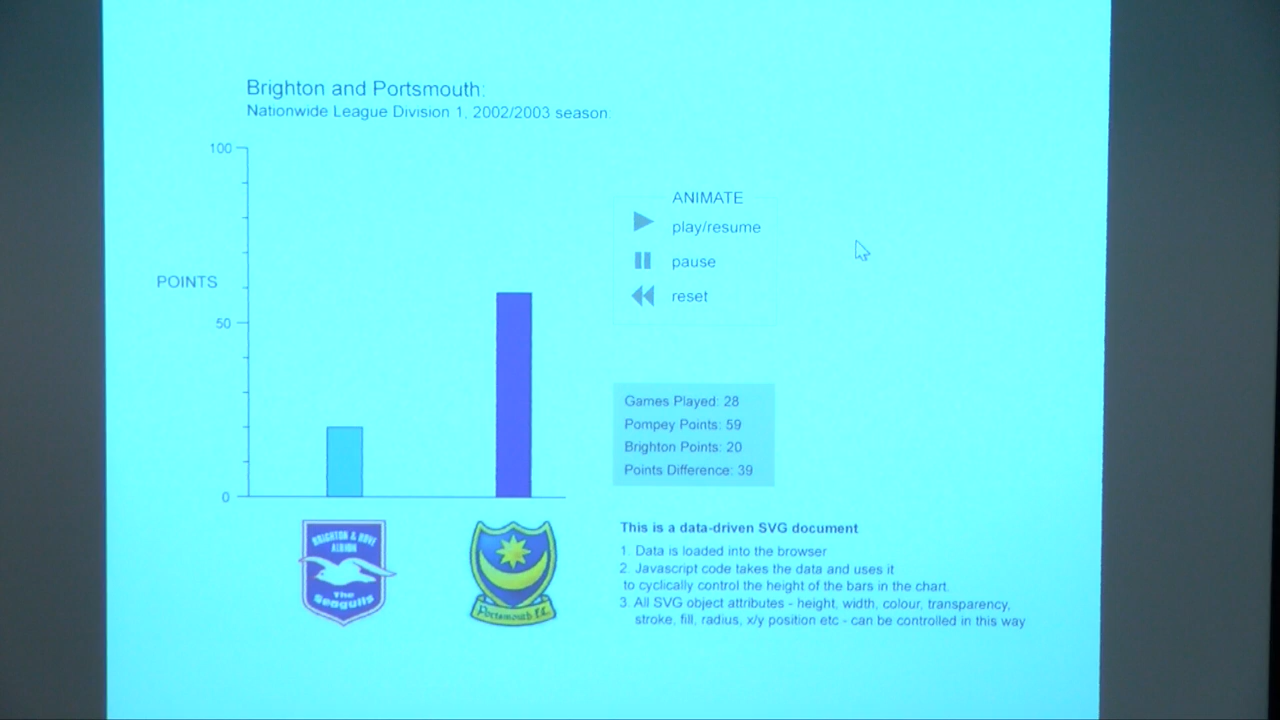 Brighton and Portsmouth:
Nationwide League Division 1, 2002/2003 season.
100
POINTS
50
0
ANIMATE
play/resume
pause
reset
Games Played: 28
Pompey Points: 59
Brighton Points: 20
Points Difference: 39
BRIGHTON & HOVE
ALBION
The
Seagulls
Portsmouth F.C.
This is a data-driven SVG document
1. Data is loaded into the browser
2. Javascript code takes the data and uses it
to cyclically control the height of the bars in the chart.
3. All SVG object attributes - height, width, colour, transparency,
stroke, fill, radius, x/y position etc - can be controlled in this way